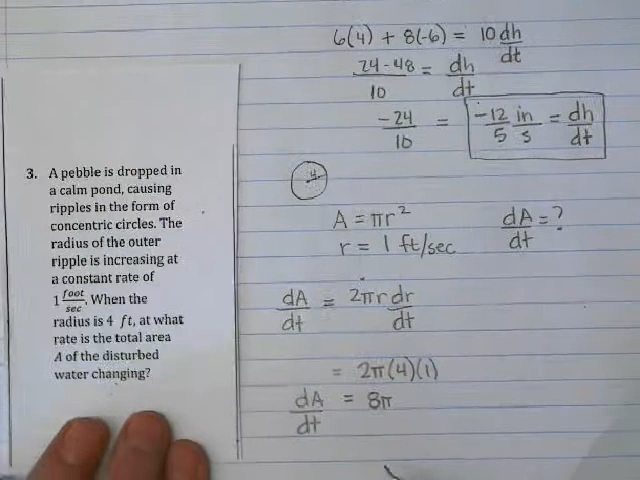 6(4) + 8(-6) = 10 dh/dt
24-48/10 = dh/dt
-24/10 = -12/5 in/s = dh/dt
3. A pebble is dropped in
a calm pond, causing
ripples in the form of
concentric circles. The
radius of the outer
ripple is increasing at
a constant rate of
1 foot/sec. When the
radius is 4 ft, at what
rate is the total area
A of the disturbed
water changing?
4
A = πr²
dA/dt = ?
r = 1 ft/sec
dA/dt = 2πr dr/dt
= 2π(4)(1)
dA/dt = 8π